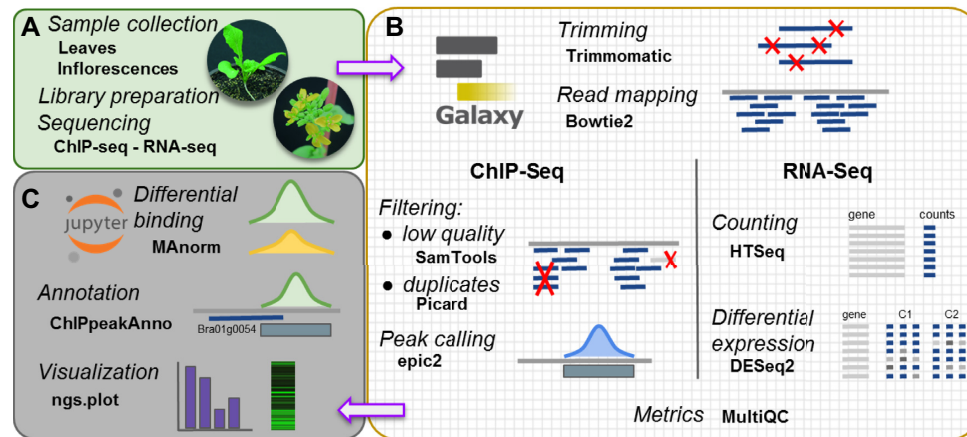 A
Sample collection
Leaves
Inflorescences
Library preparation
Sequencing
ChIP-seq - RNA-seq
B
Galaxy
Trimming
Trimmomatic
Read mapping
Bowtie2
ChIP-Seq
Filtering:
● low quality
SamTools
● duplicates
Picard
Peak calling
epic2
RNA-Seq
Counting
HTSeq
gene counts
Differential
expression
DESeq2
gene C1 C2
Metrics MultiQC
C
jupyter
Differential
binding
MAnorm
Annotation
ChIPpeakAnno
Bra01g0054
Visualization
ngs.plot